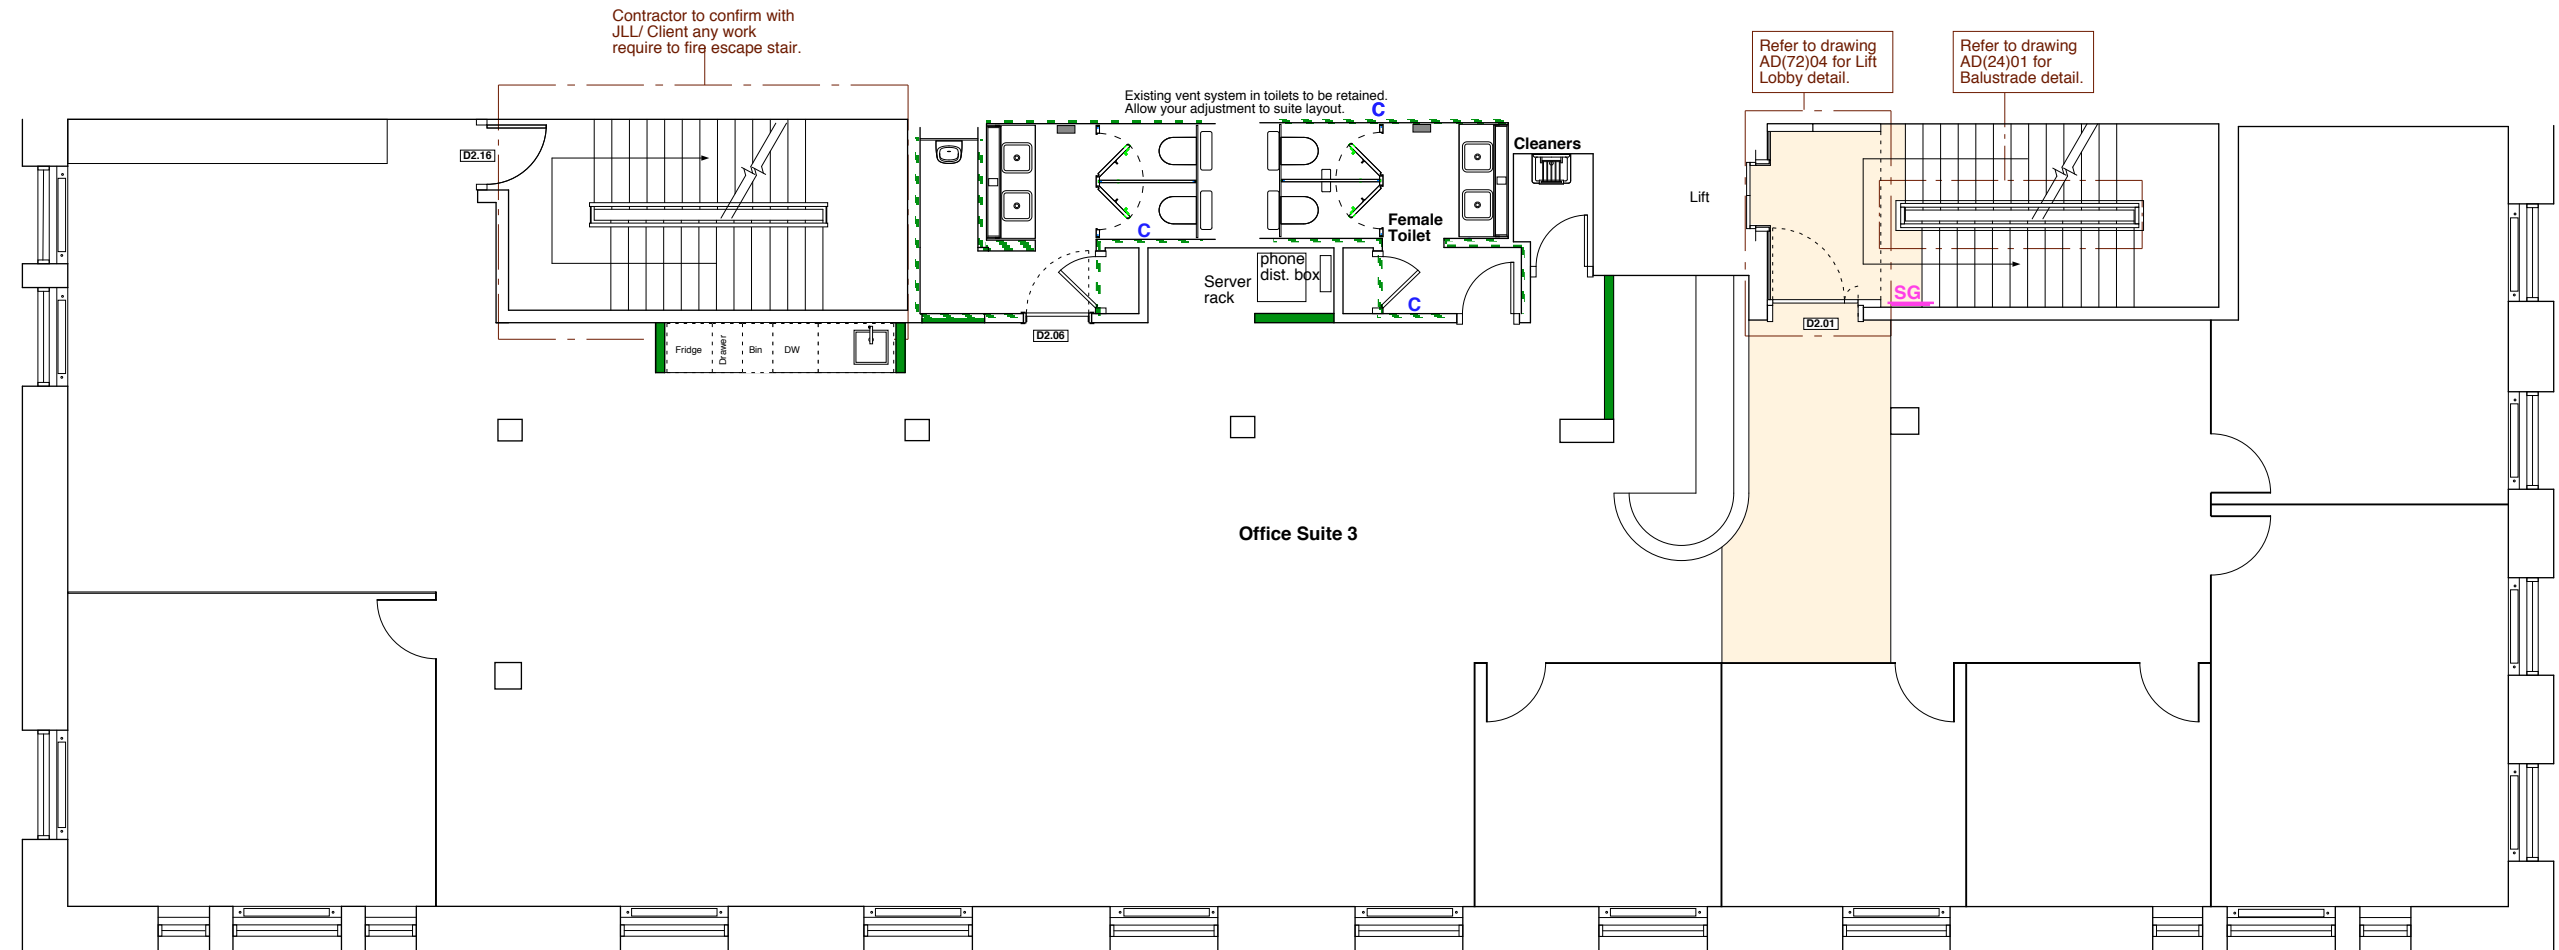 Contractor to confirm with
JLL/ Client any work
require to fire escape stair.
Refer to drawing
AD(72)04 for Lift
Lobby detail.
Refer to drawing
AD(24)01 for
Balustrade detail.
Existing vent system in toilets to be retained.
Allow your adjustment to suite layout.
C
D2.16
Cleaners
Lift
Female
Toilet
C
phone
dist. box
Server
rack
C
SG
D2.06
D2.01
Fridge
Drawer
Bin
DW
Office Suite 3